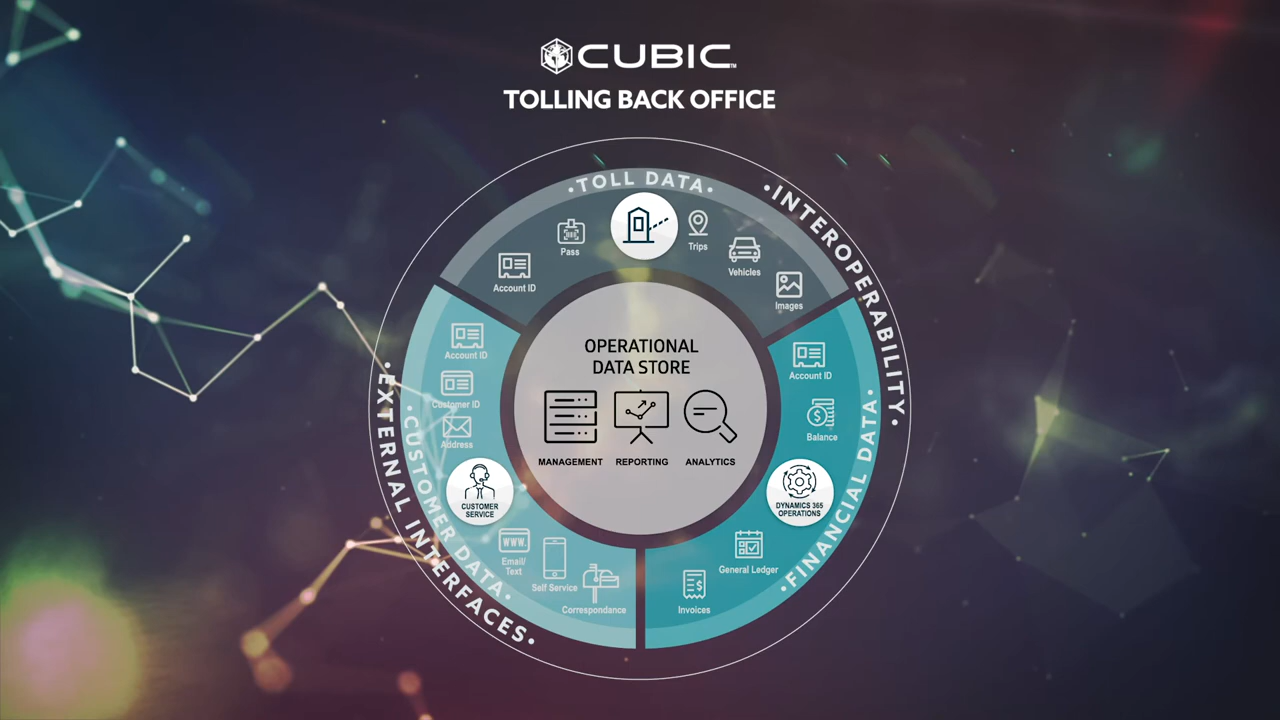 CUBIC™
TOLLING BACK OFFICE
•TOLL DATA•
•INTEROPERABILITY•
Pass
Trips
Vehicles
Account ID
Images
OPERATIONAL
DATA STORE
MANAGEMENT
REPORTING
ANALYTICS
•EXTERNAL INTERFACES•
•CUSTOMER DATA•
Account ID
Customer ID
Address
CUSTOMER
SERVICE
WWW.
Email/
Text
Self Service
Correspondance
•FINANCIAL DATA•
Account ID
Balance
DYNAMICS 365
OPERATIONS
General Ledger
Invoices